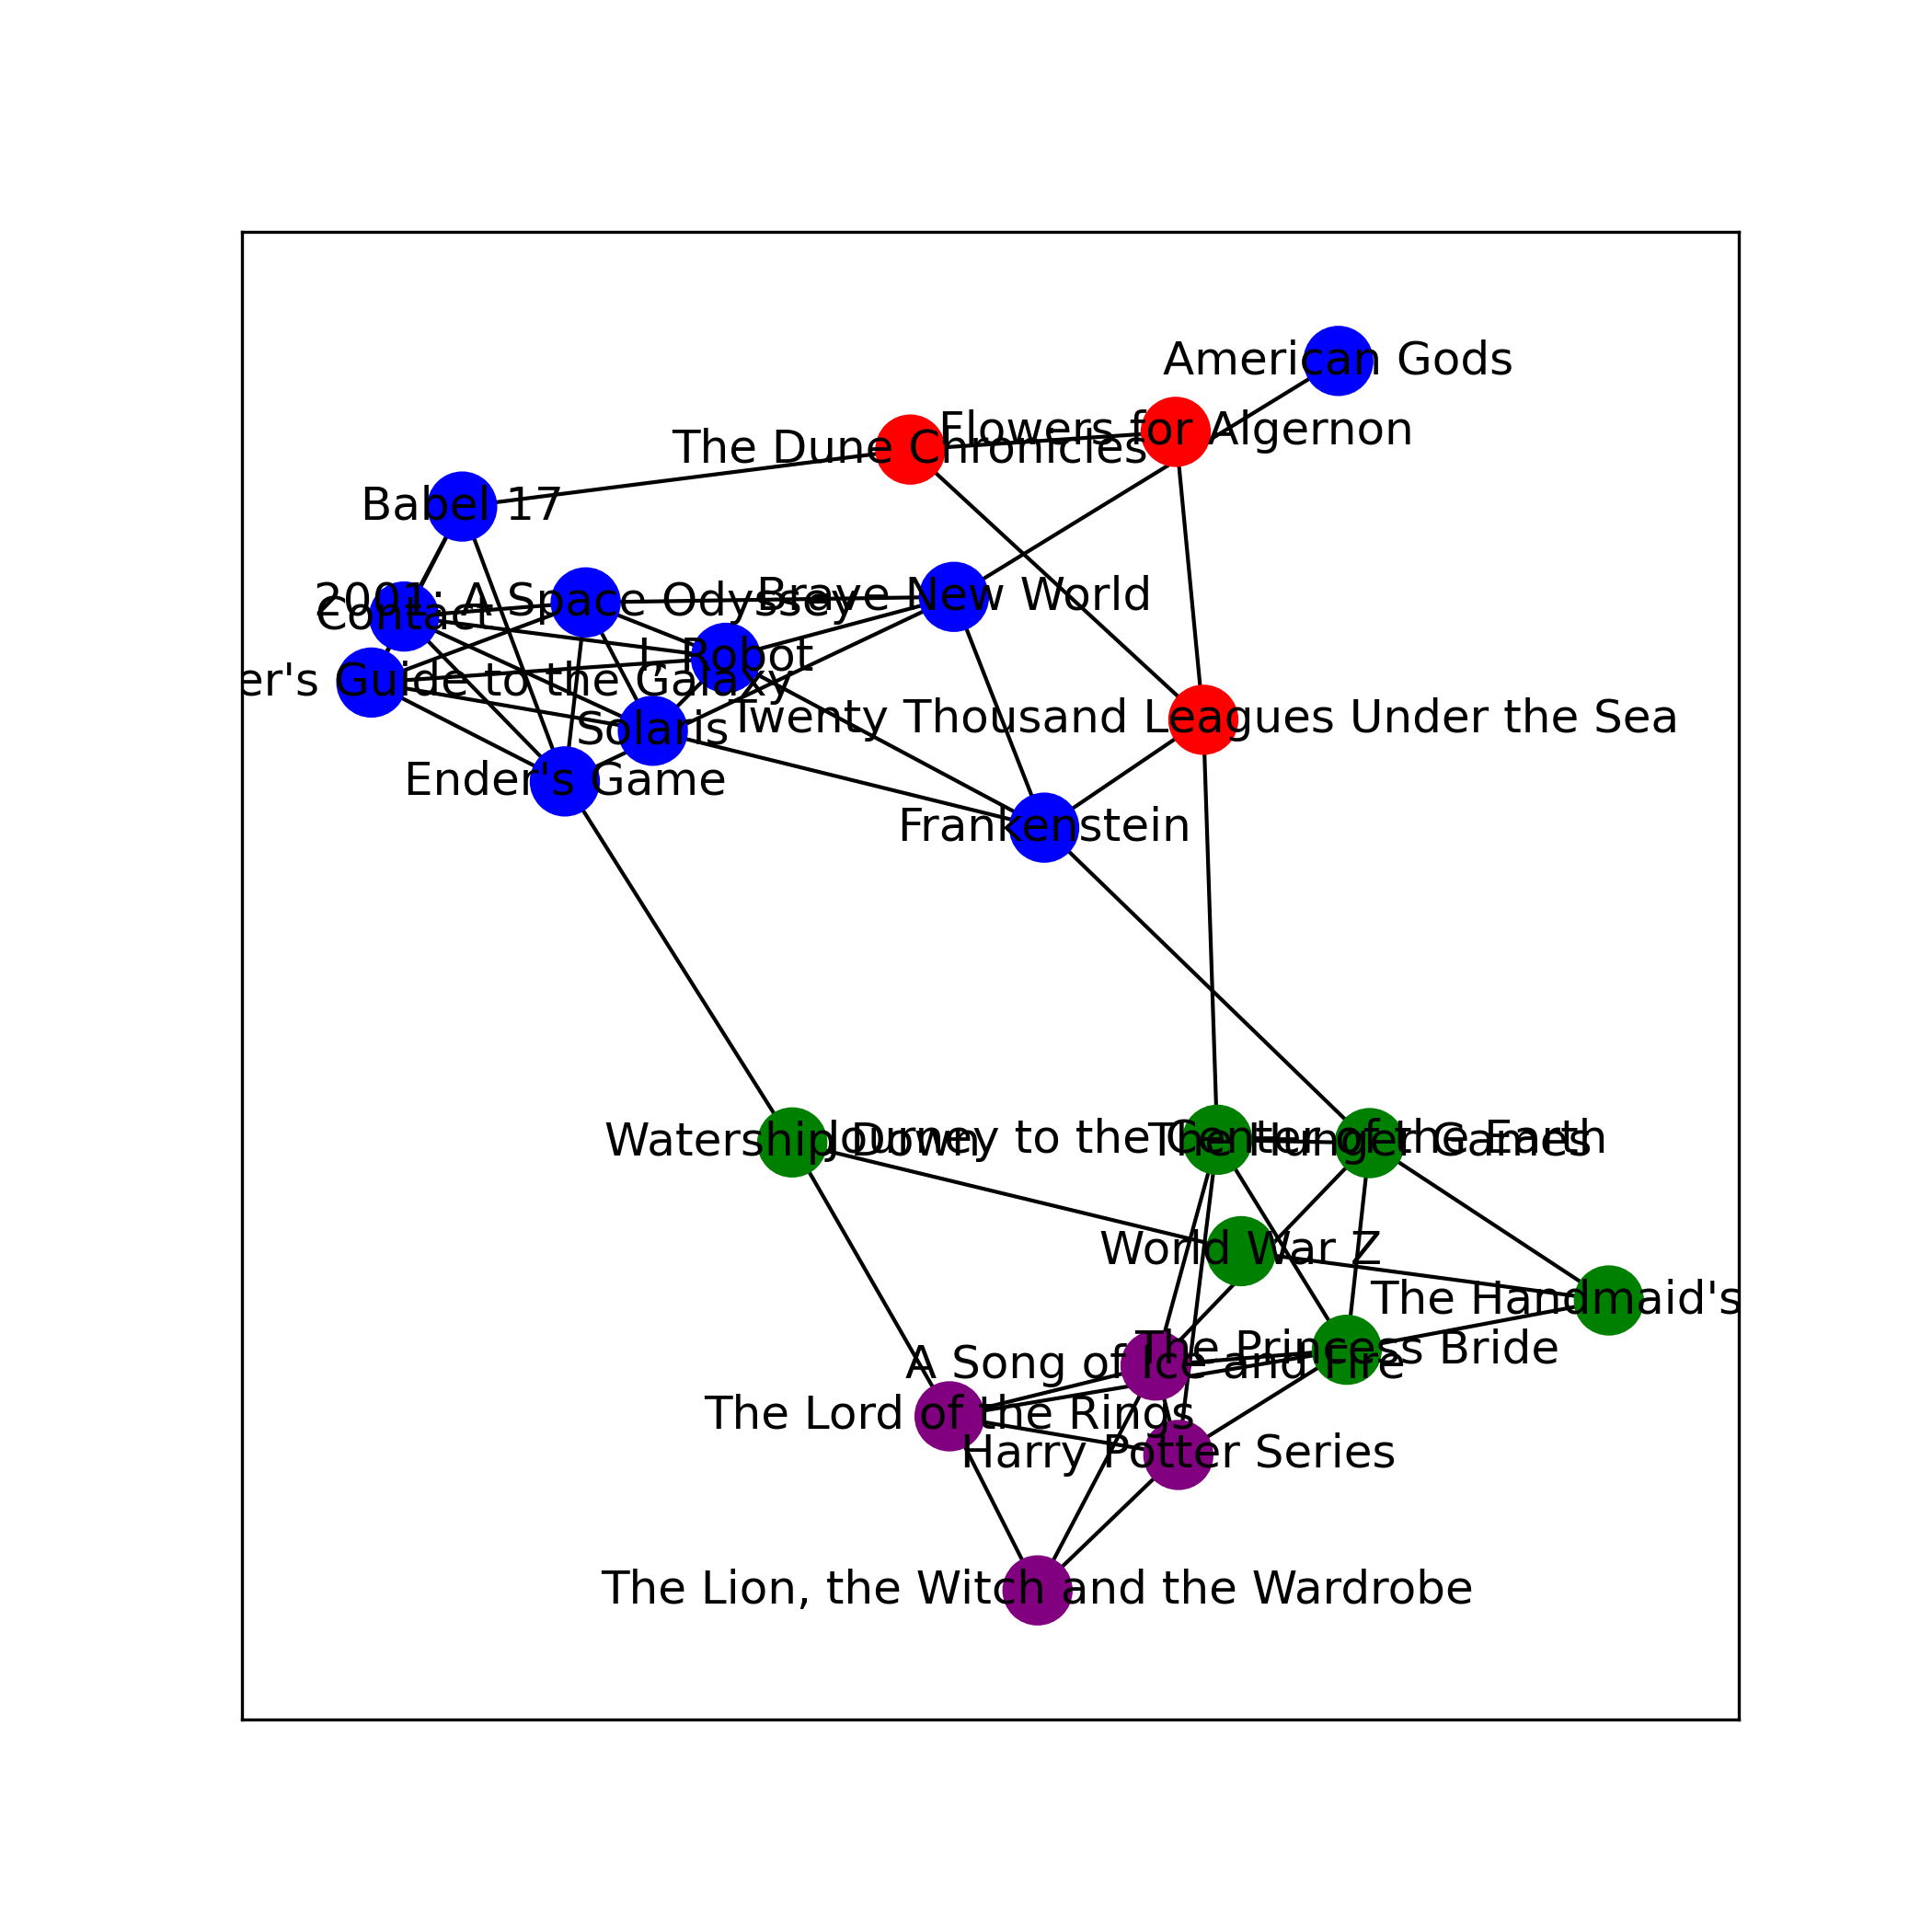 American Gods
Flowers for Algernon
The Dune Chronicles
Babel 17
Brave New World
2001: A Space Odyssey
Contact
I, Robot
er's Guide to the Galaxy
Twenty Thousand Leagues Under the Sea
Solaris
Ender's Game
Frankenstein
Journey to the Center of the Earth
Watership Down
The Hunger Games
World War Z
The Handmaid's
The Princess Bride
A Song of Ice and Fire
The Lord of the Rings
Harry Potter Series
The Lion, the Witch and the Wardrobe